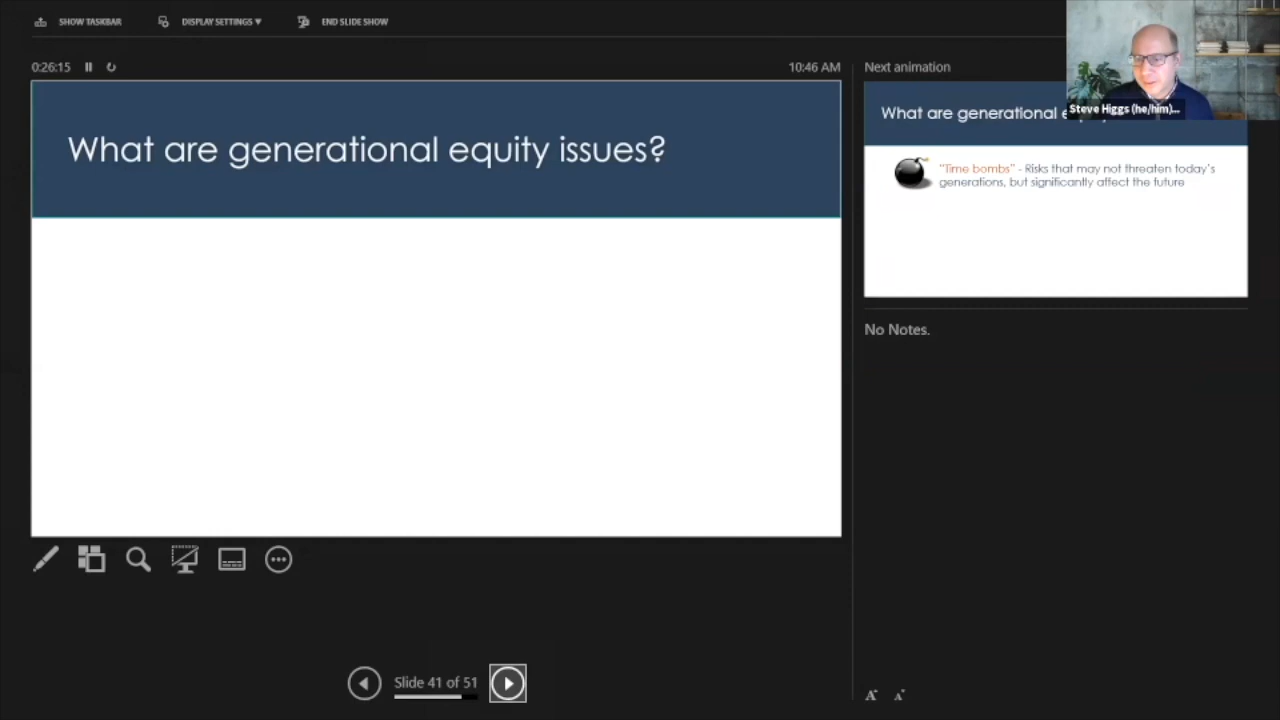 SHOW TASKBAR
DISPLAY SETTINGS ▼
END SLIDE SHOW
0:26:15
10:46 AM
What are generational equity issues?
Next animation
What are generational
Steve Higgs (he/him)...
"Time bombs" - Risks that may not threaten today's
generations, but significantly affect the future
No Notes.
Slide 41 of 51
A
A